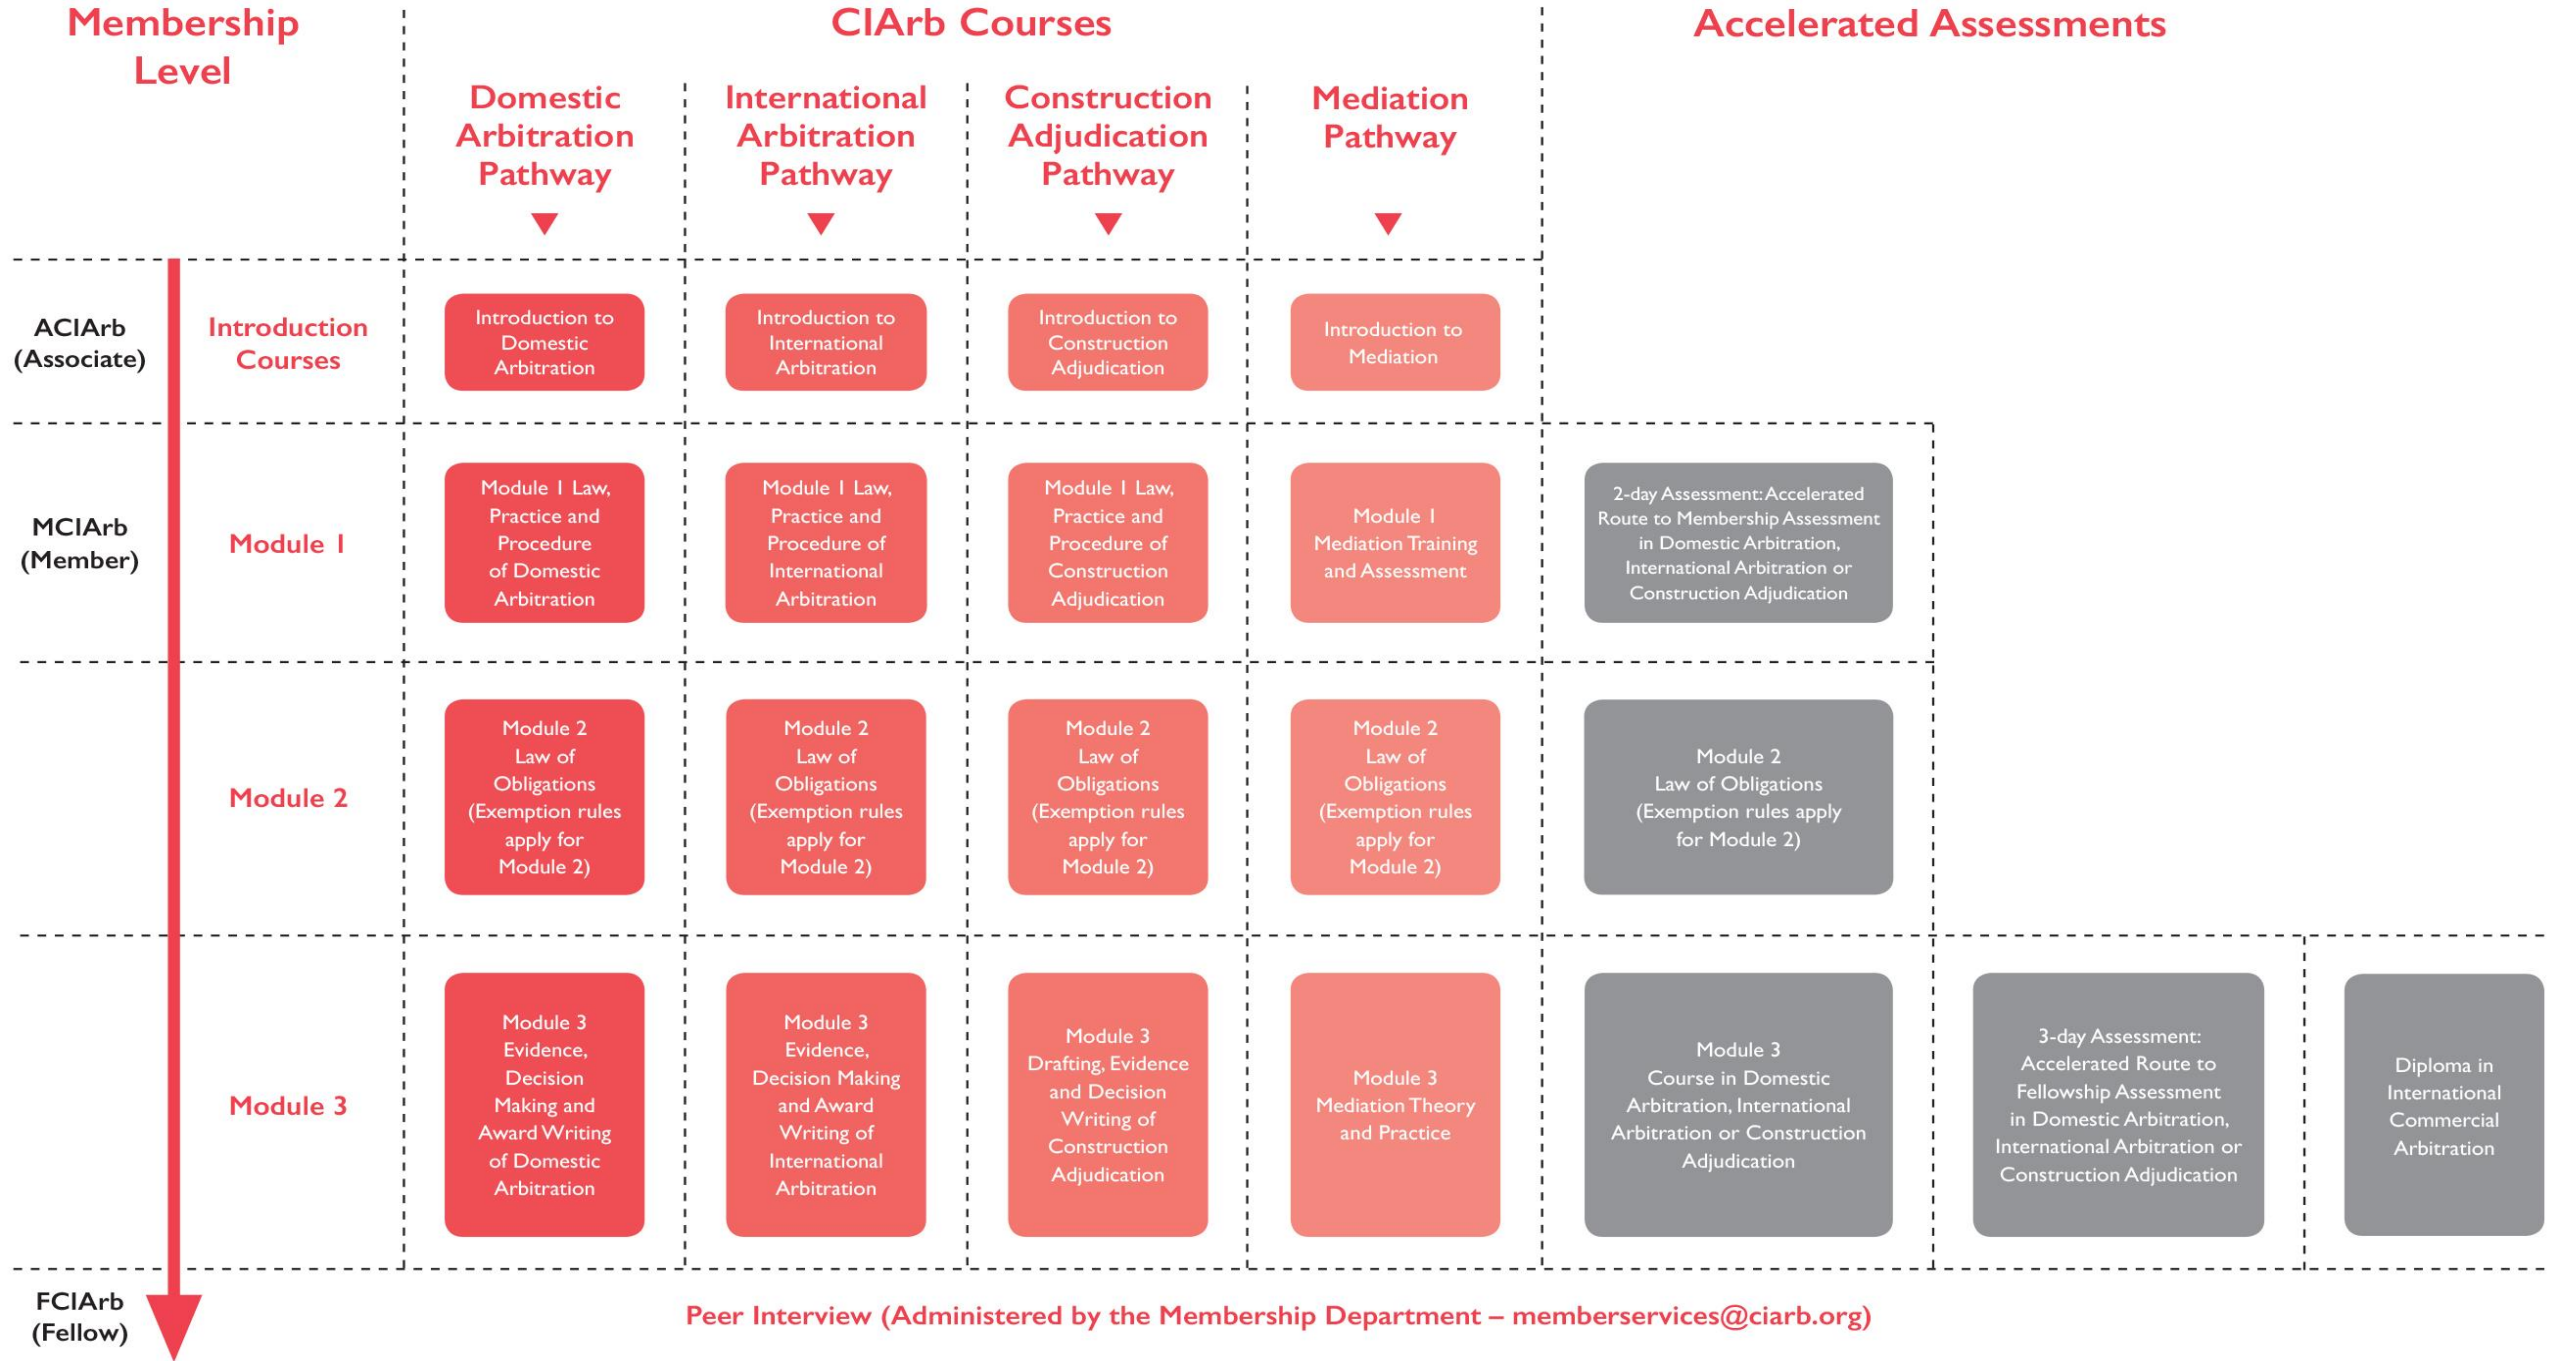 Membership
Level
CIArb Courses
Accelerated Assessments
Domestic
Arbitration
Pathway
International
Arbitration
Pathway
Construction
Adjudication
Pathway
Mediation
Pathway
ACIArb
(Associate)
Introduction
Courses
Introduction to
Domestic
Arbitration
Introduction to
International
Arbitration
Introduction to
Construction
Adjudication
Introduction to
Mediation
MCIArb
(Member)
Module 1
Module 1 Law,
Practice and
Procedure
of Domestic
Arbitration
Module 1 Law,
Practice and
Procedure of
International
Arbitration
Module 1 Law,
Practice and
Procedure of
Construction
Adjudication
Module 1
Mediation Training
and Assessment
2-day Assessment: Accelerated
Route to Membership Assessment
in Domestic Arbitration,
International Arbitration or
Construction Adjudication
Module 2
Module 2
Law of
Obligations
(Exemption rules
apply for
Module 2)
Module 2
Law of
Obligations
(Exemption rules
apply for
Module 2)
Module 2
Law of
Obligations
(Exemption rules
apply for
Module 2)
Module 2
Law of
Obligations
(Exemption rules
apply for
Module 2)
Module 2
Law of Obligations
(Exemption rules apply
for Module 2)
Module 3
Module 3
Evidence,
Decision
Making and
Award Writing
of Domestic
Arbitration
Module 3
Evidence,
Decision Making
and Award
Writing of
International
Arbitration
Module 3
Drafting, Evidence
and Decision
Writing of
Construction
Adjudication
Module 3
Mediation Theory
and Practice
Module 3
Course in Domestic
Arbitration, International
Arbitration or Construction
Adjudication
3-day Assessment:
Accelerated Route to
Fellowship Assessment
in Domestic Arbitration,
International Arbitration or
Construction Adjudication
Diploma in
International
Commercial
Arbitration
FCIArb
(Fellow)
Peer Interview (Administered by the Membership Department – memberservices@ciarb.org)